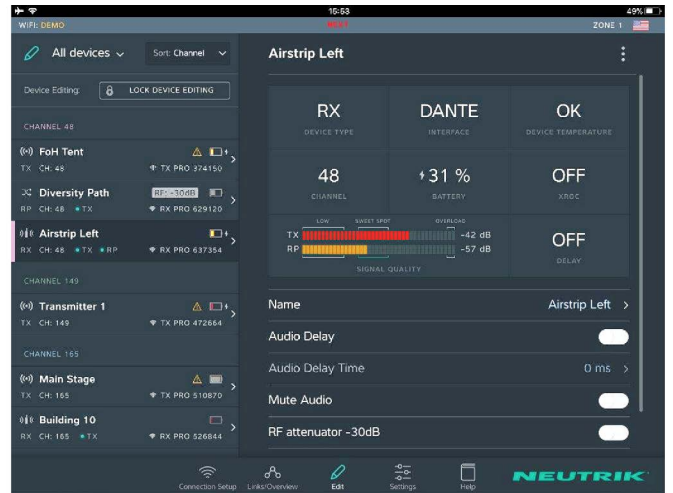 15:53
49%
WIFI: DEMO
ZONE 1
All devices
Sort: Channel
Device Editing:
LOCK DEVICE EDITING
CHANNEL 48
FoH Tent
TX CH: 48
TX PRO 374150
Diversity Path
RF: -30dB
RP CH: 48 TX
RX PRO 629120
Airstrip Left
RX CH: 48 TX RP
RX PRO 637354
CHANNEL 149
Transmitter 1
TX CH: 149
TX PRO 472664
CHANNEL 165
Main Stage
TX CH: 165
TX PRO 510870
Building 10
RX CH: 165 TX
RX PRO 526844
Airstrip Left
RX
DEVICE TYPE
DANTE
INTERFACE
OK
DEVICE TEMPERATURE
48
CHANNEL
31 %
BATTERY
OFF
XROC
LOW SWEET SPOT OVERLOAD
TX -42 dB
RP -57 dB
SIGNAL QUALITY
OFF
DELAY
Name Airstrip Left
Audio Delay
Audio Delay Time 0 ms
Mute Audio
RF attenuator -30dB
Connection Setup
Links/Overview
Edit
Settings
Help
NEUTRIK